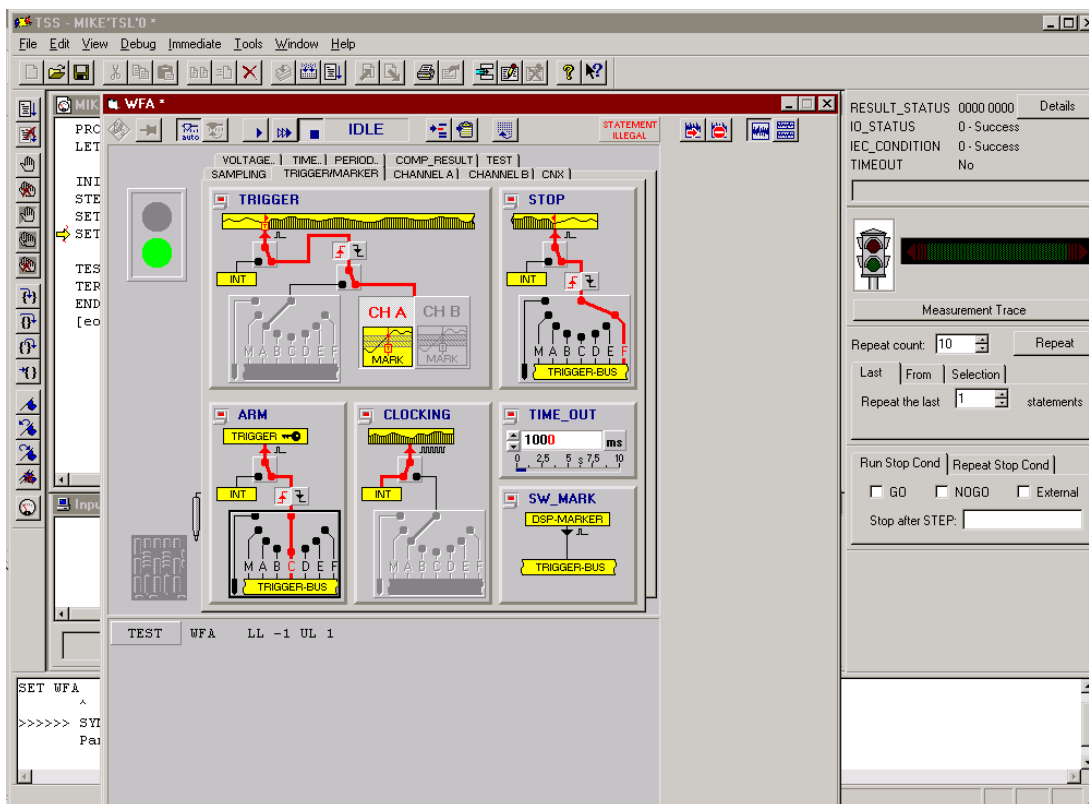 TSS - MIKE'TSL'0 *
File Edit View Debug Immediate Tools Window Help
MIK
WFA *
PRO
LET
INI
STE
SET
SET
TES
TER
END
[eo
auto
IDLE
STATEMENT
ILLEGAL
VOLTAGE.. TIME.. PERIOD.. COMP_RESULT TEST
SAMPLING TRIGGER/MARKER CHANNEL A CHANNEL B CNX
TRIGGER
INT
M A B C D E F
CH A
MARK
CH B
MARK
STOP
INT
M A B C D E F
TRIGGER-BUS
ARM
TRIGGER
INT
M A B C D E F
TRIGGER-BUS
CLOCKING
INT
M A B C D E F
TIME_OUT
1000 ms
0 2,5 5 s 7,5 10
SW_MARK
DSP-MARKER
TRIGGER-BUS
TEST WFA LL -1 UL 1
Inpu
RESULT_STATUS 0000 0000 Details
IO_STATUS 0 - Success
IEC_CONDITION 0 - Success
TIMEOUT No
Measurement Trace
Repeat count: 10 Repeat
Last From Selection
Repeat the last 1 statements
Run Stop Cond Repeat Stop Cond
GO NOGO External
Stop after STEP:
SET WFA
^
>>>>>> SYN
Par